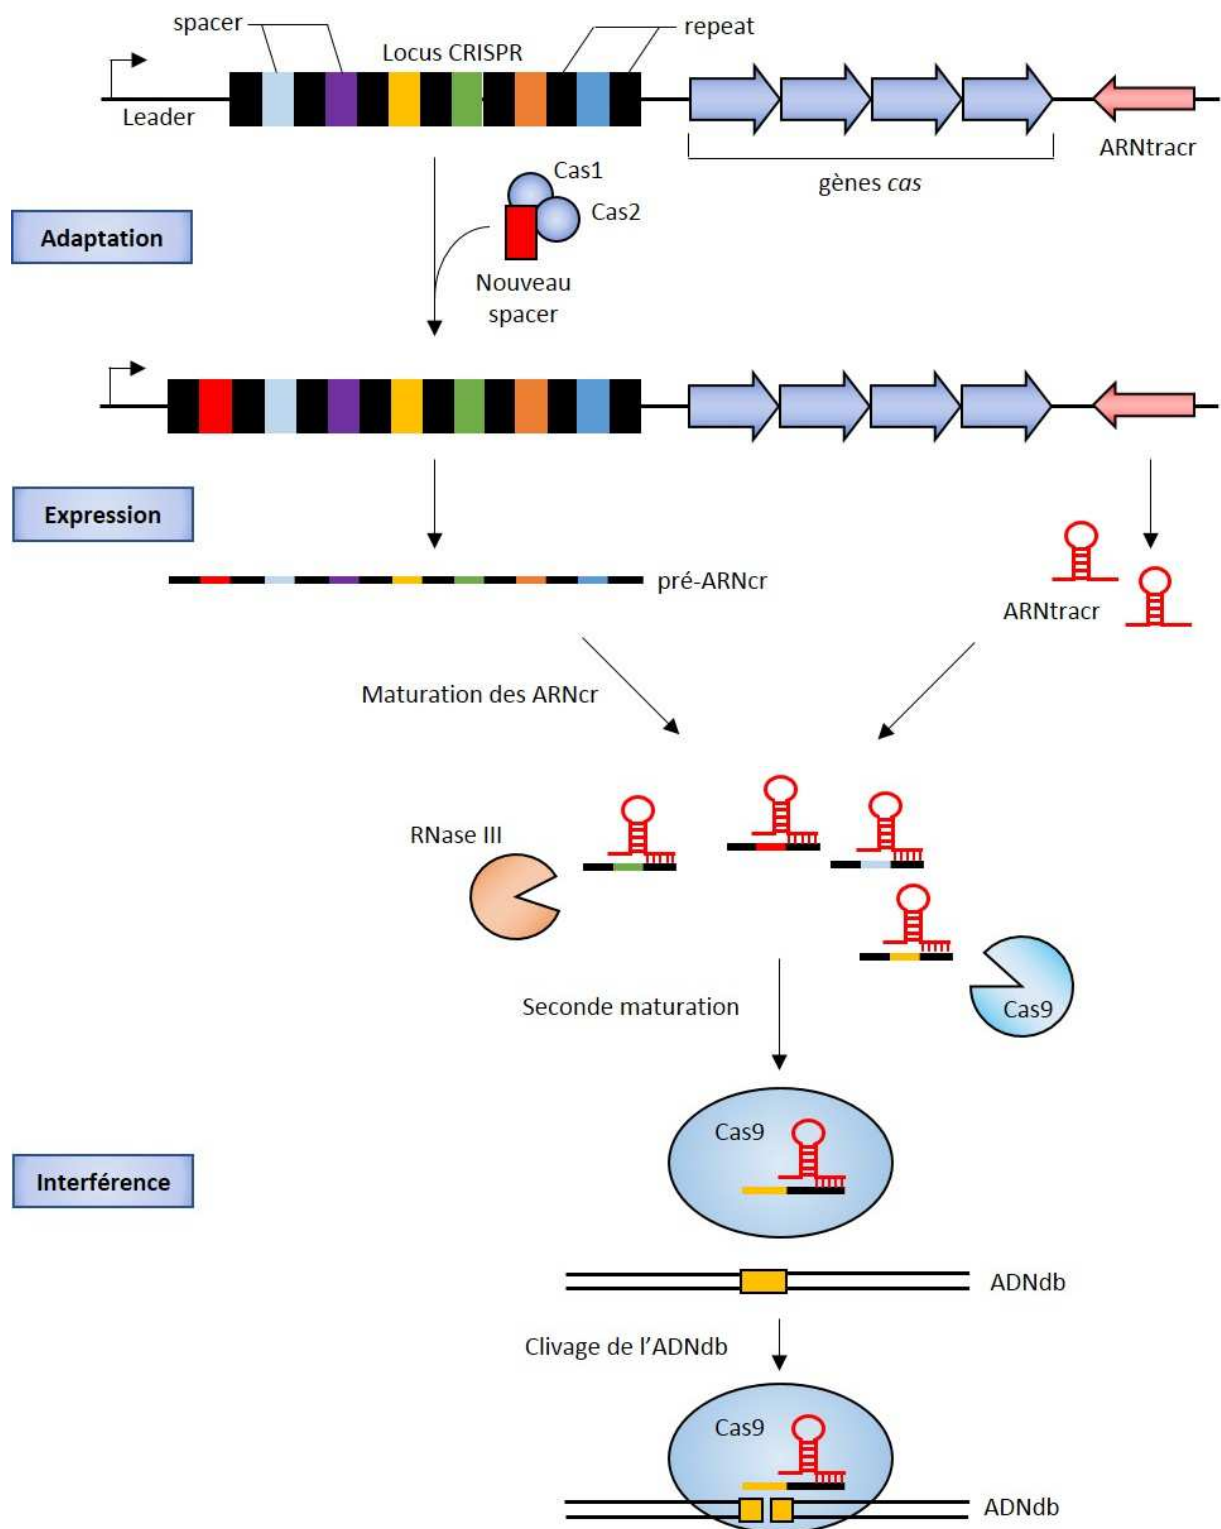 spacer
repeat
Locus CRISPR
Leader
ARNtracr
gènes cas
Cas1
Cas2
Adaptation
Nouveau
spacer
Expression
pré-ARNcr
ARNtracr
Maturation des ARNcr
RNase III
Cas9
Seconde maturation
Cas9
Interférence
ADNdb
Clivage de l'ADNdb
Cas9
ADNdb